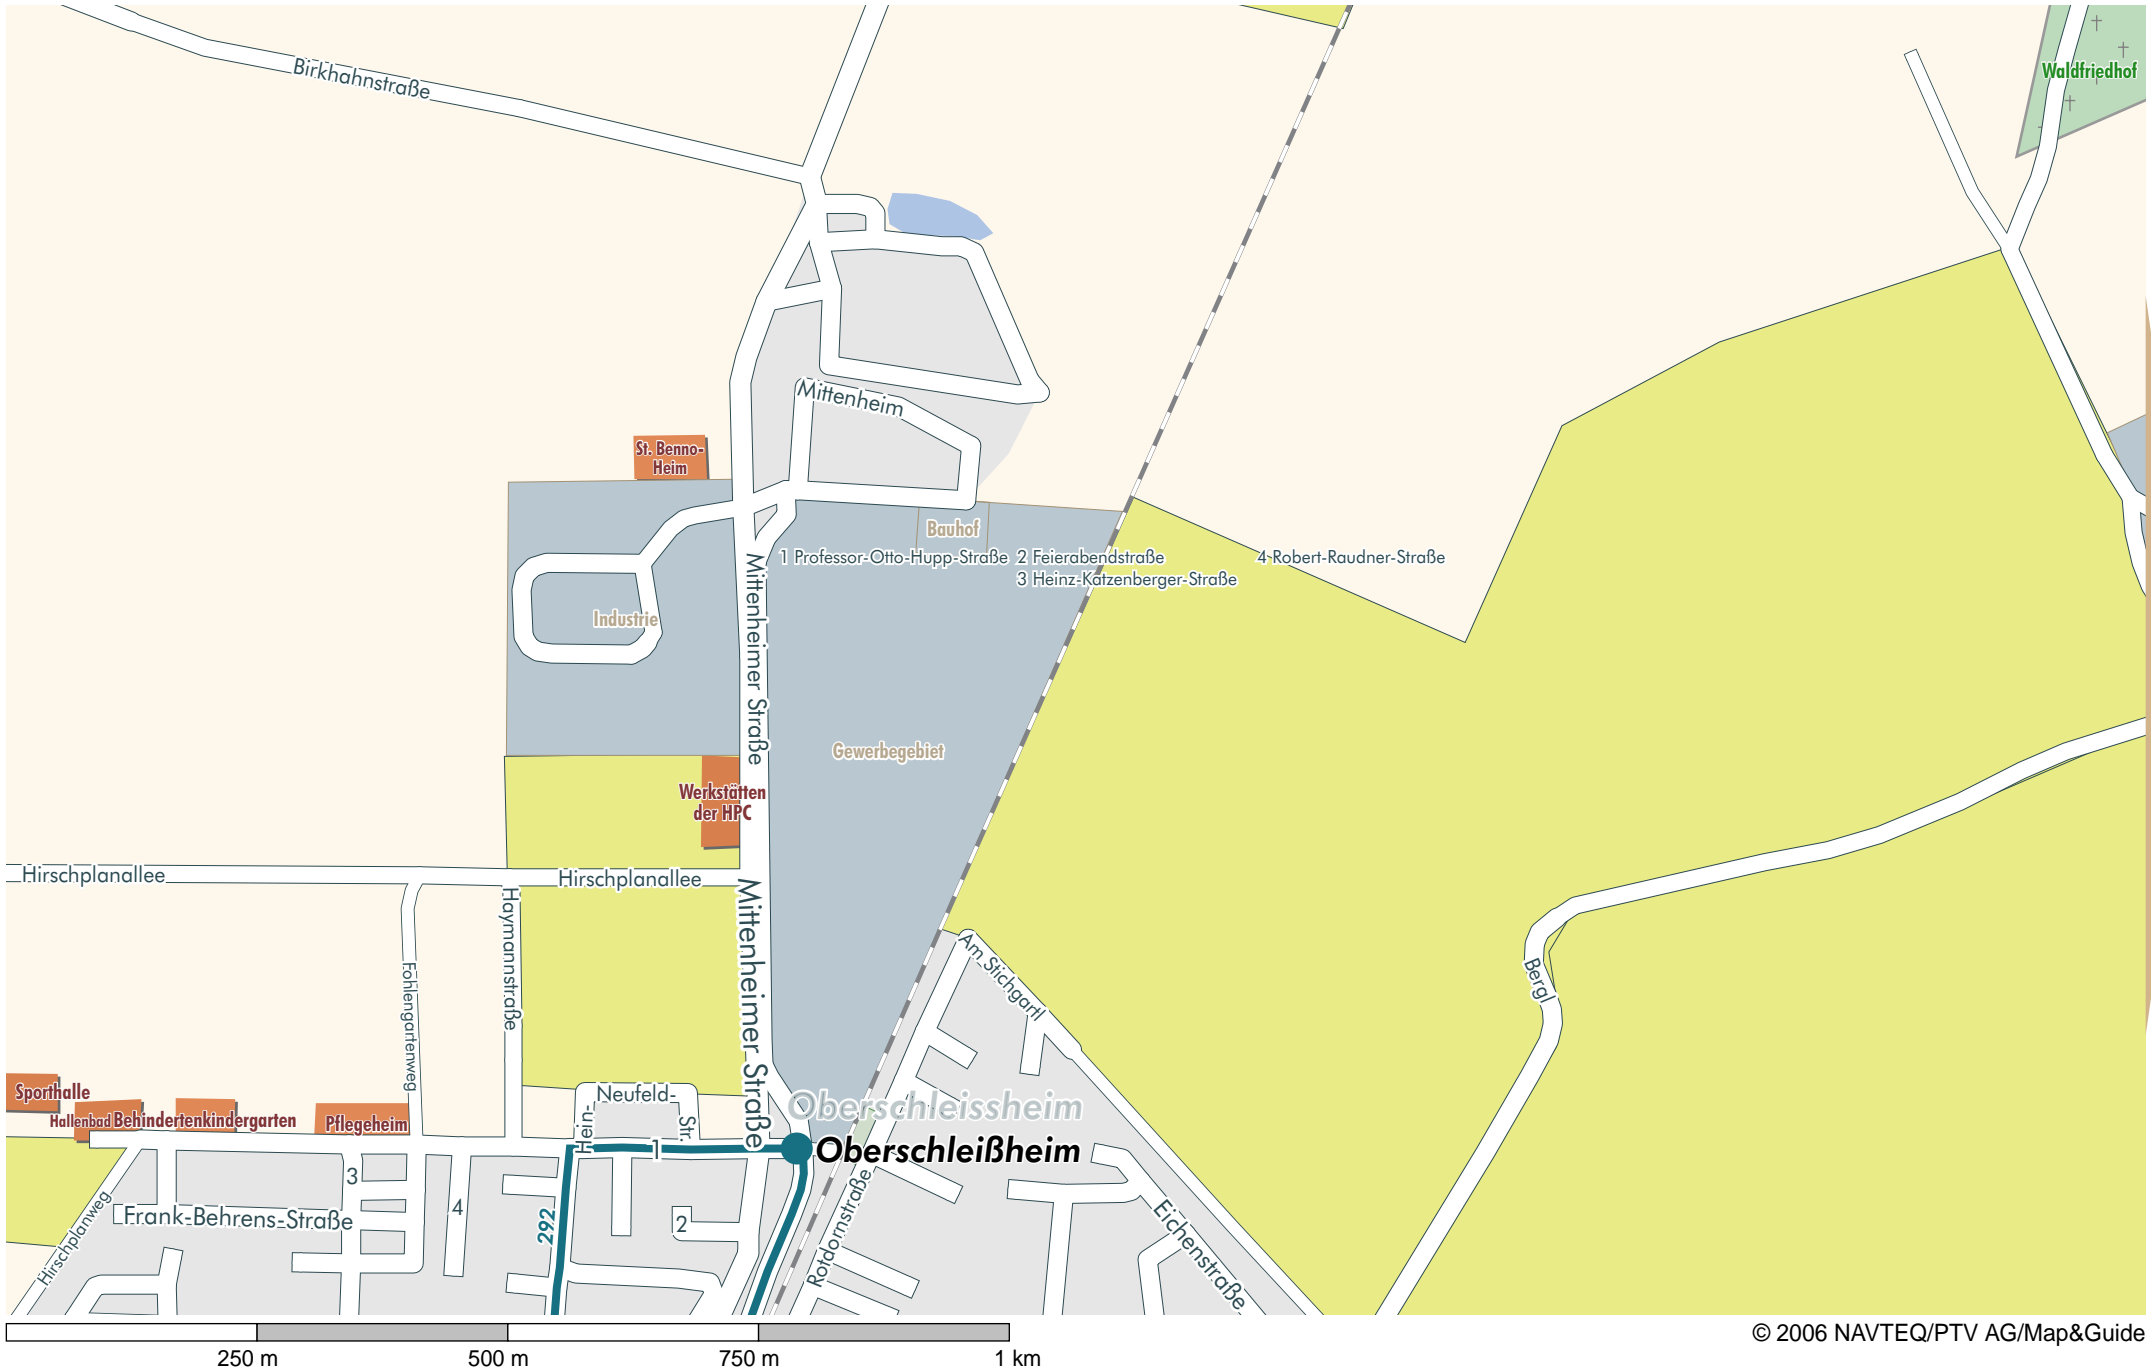 Birkhahnstraße
Waldfriedhof
Mittenheim
St. Benno-
Heim
Bauhof
1 Professor-Otto-Hupp-Straße
2 Feierabendstraße
3 Heinz-Katzenberger-Straße
4 Robert-Raudner-Straße
Industrie
Mittenheimer Straße
Gewerbegebiet
Werkstätten
der HPC
Hirschplanallee
Hirschplanallee
Haymannstraße
Mittenheimer Straße
Fohlengartenweg
Am Stichgartl
Bergl
Sporthalle
Hallenbad
Behindertenkindergarten
Pflegeheim
Neufeld-
Str.
Hein-
Oberschleissheim
Oberschleißheim
1
3
4
2
292
Frank-Behrens-Straße
Hirschplanweg
Rotdornstraße
Eichenstraße
250 m
500 m
750 m
1 km
© 2006 NAVTEQ/PTV AG/Map&Guide